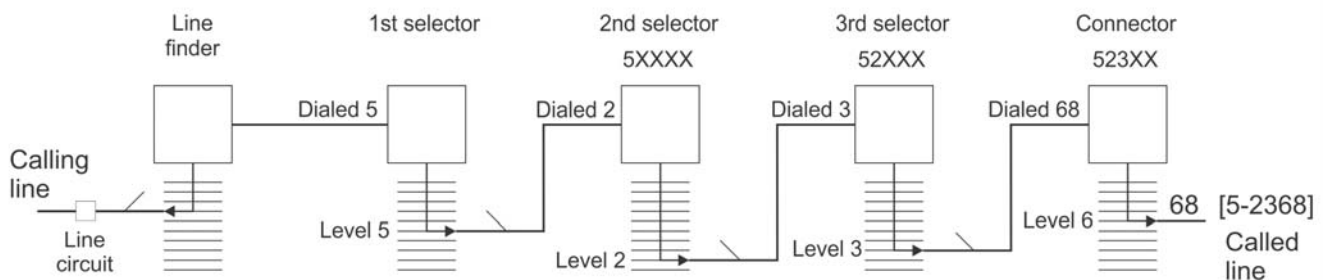 Line
finder
1st selector
2nd selector
5XXXX
3rd selector
52XXX
Connector
523XX
Dialed 5
Dialed 2
Dialed 3
Dialed 68
Calling
line
Line
circuit
Level 5
Level 2
Level 3
Level 6
68 [5-2368]
Called
line